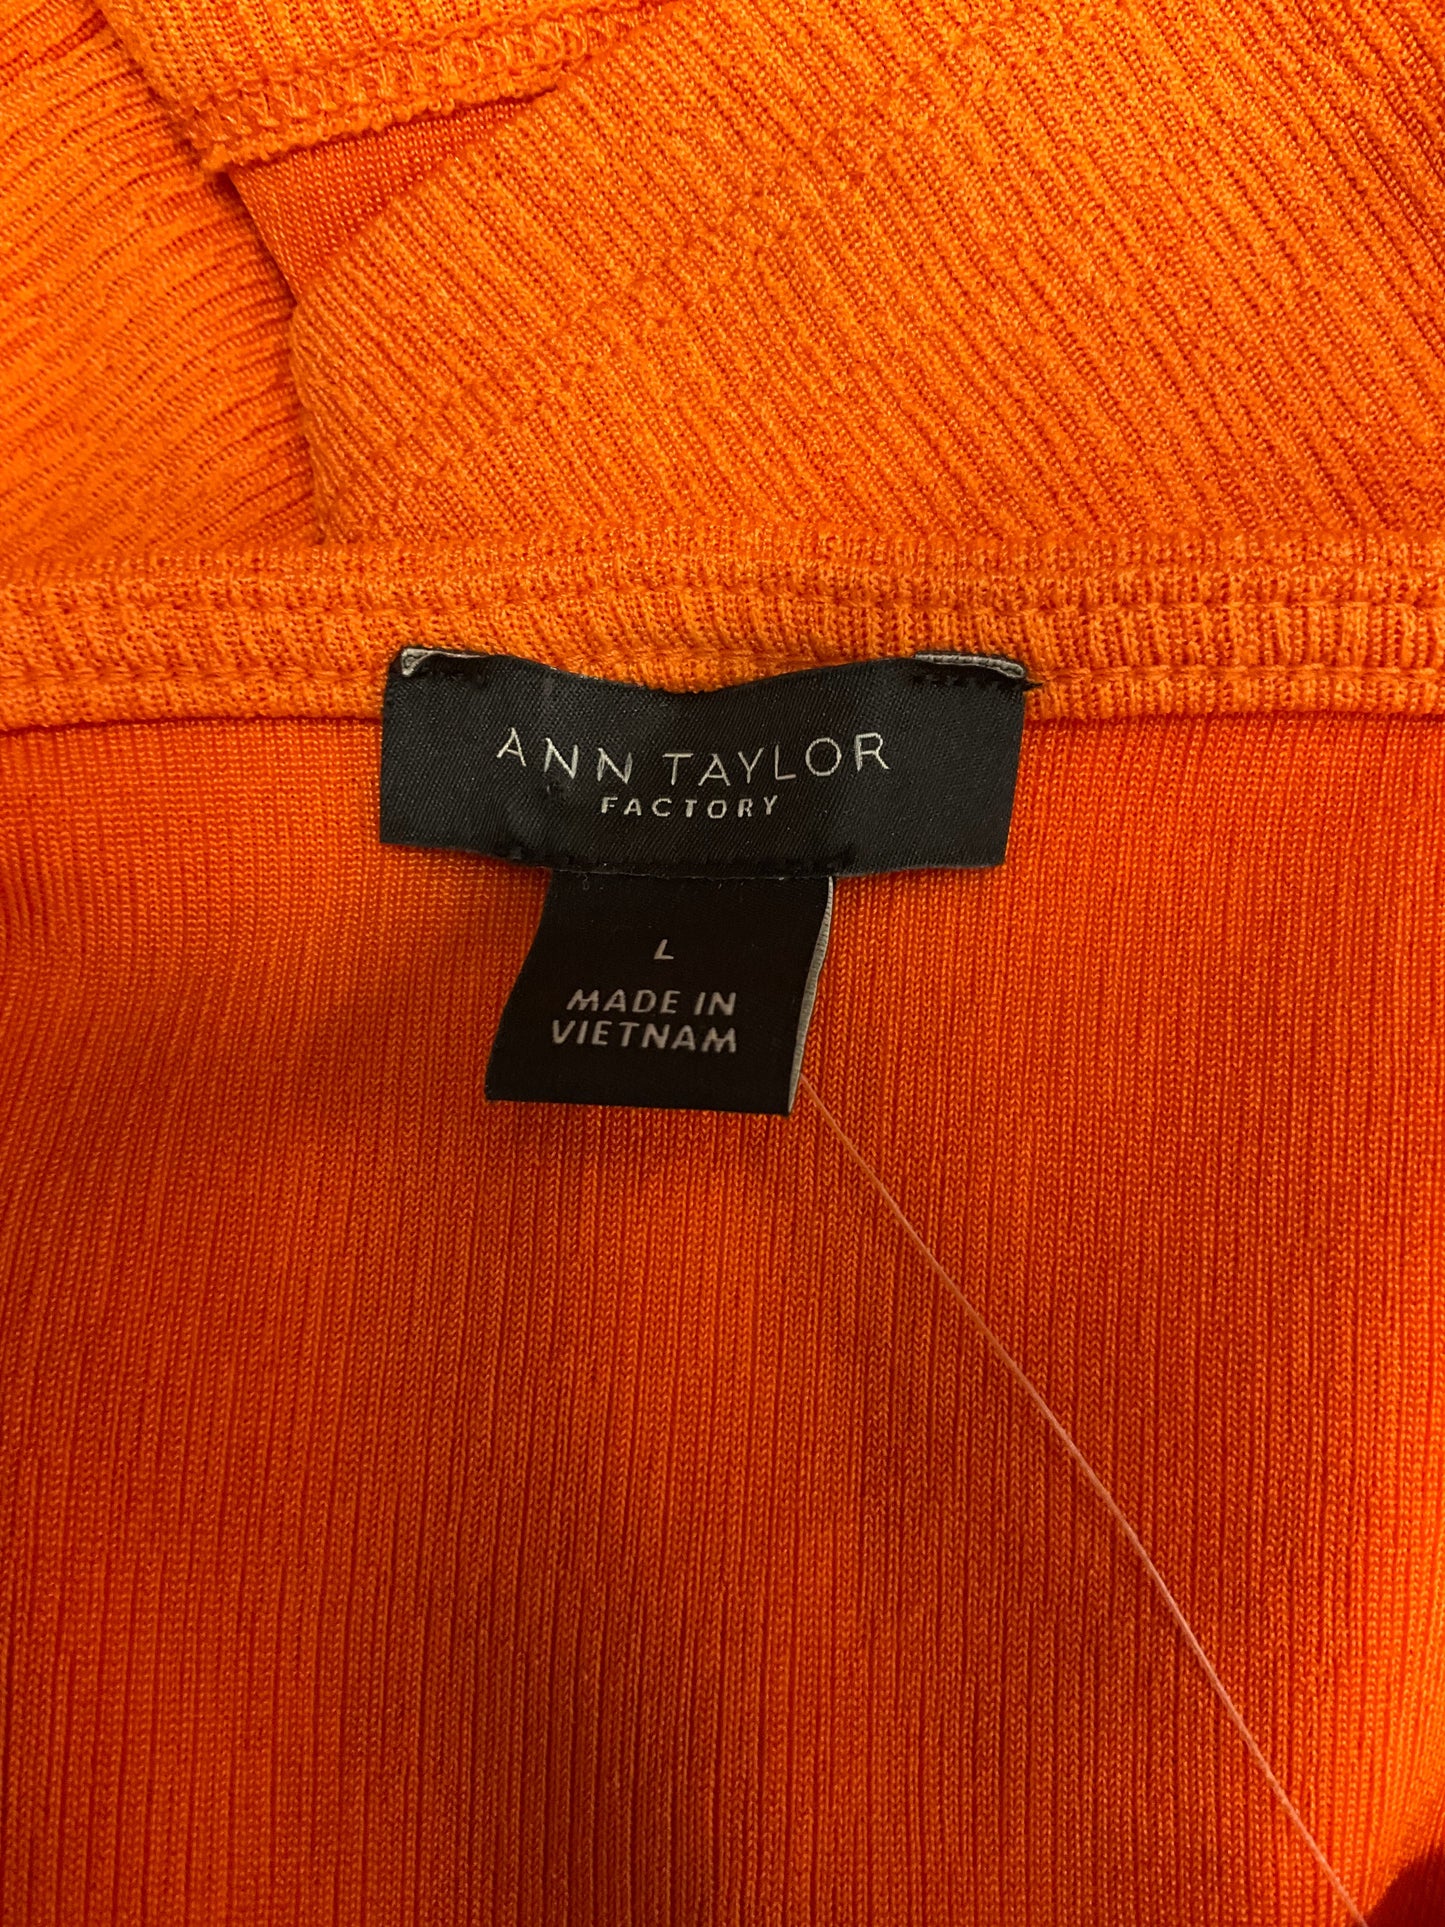 ANN TAYLOR
FACTORY
L
MADE IN
VIETNAM